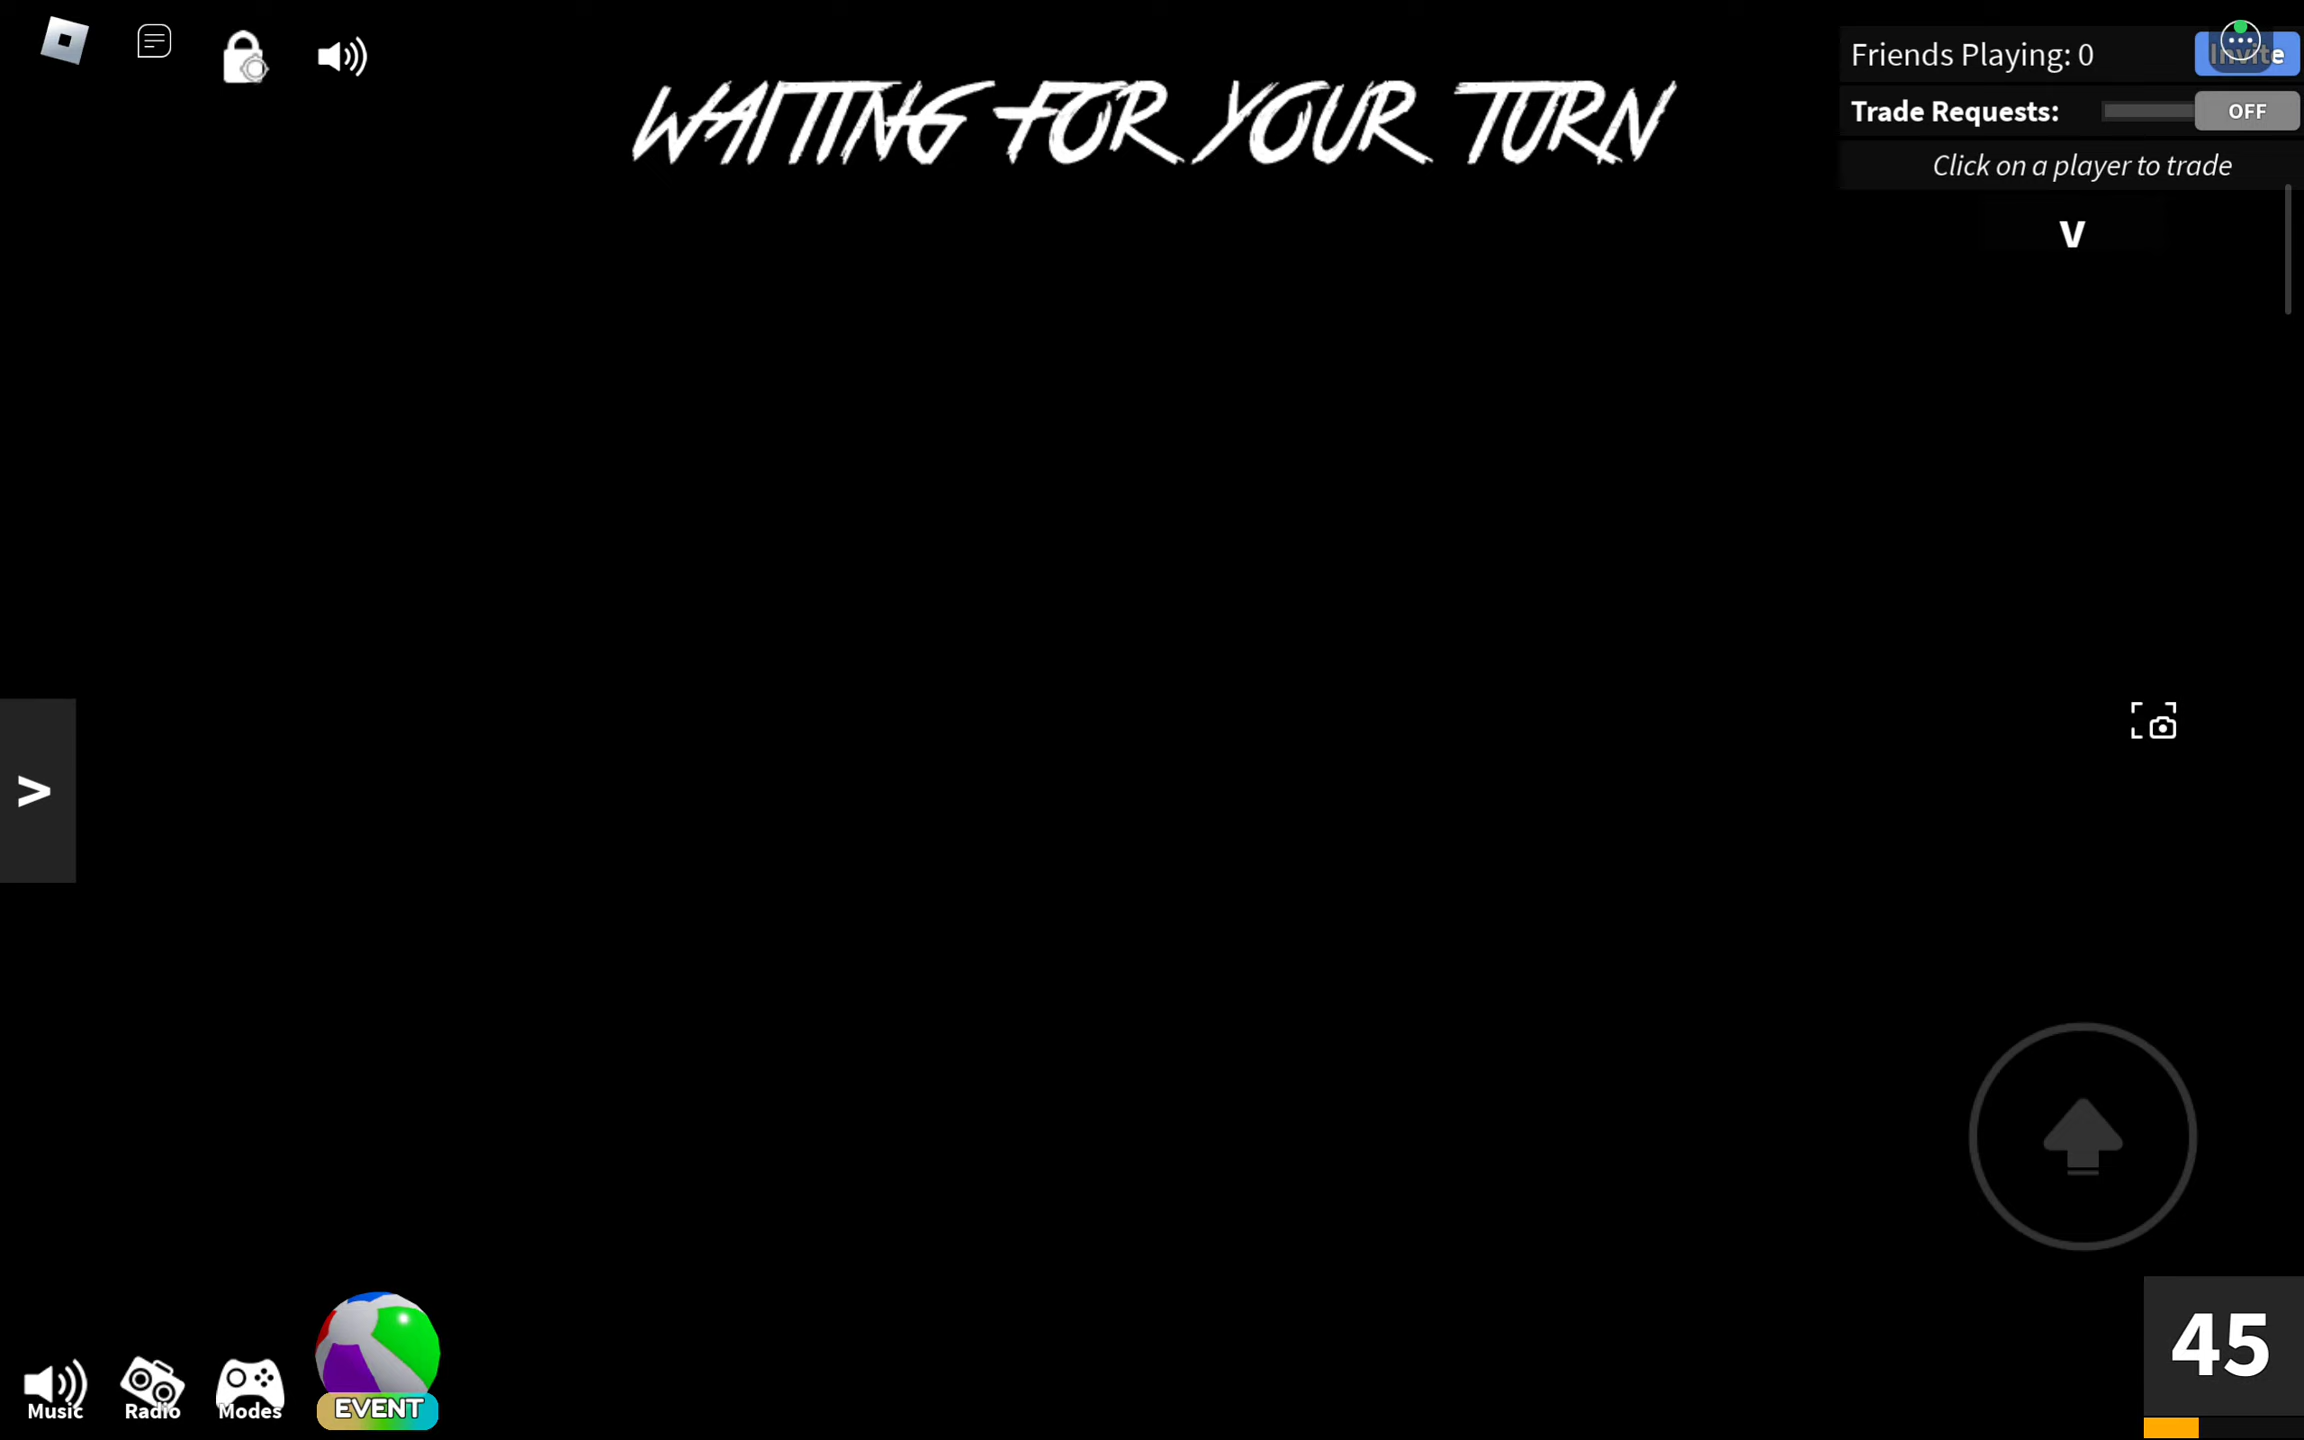 WAITING FOR YOUR TURN
Friends Playing: 0
Invite
Trade Requests:
OFF
Click on a player to trade
v
>
Music
Radio
Modes
EVENT
45